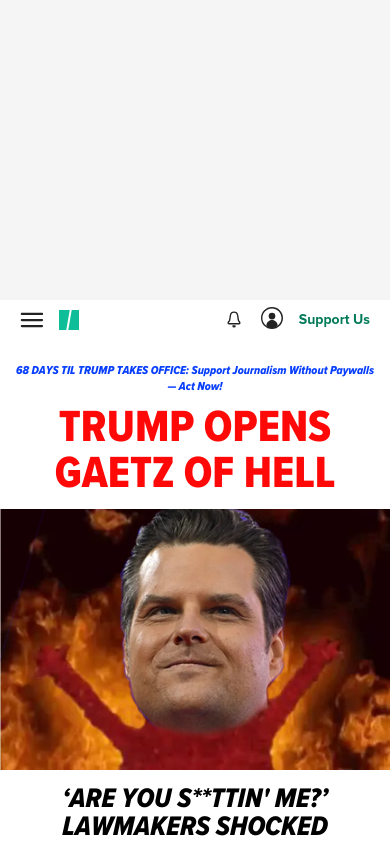 Support Us
68 DAYS TIL TRUMP TAKES OFFICE: Support Journalism Without Paywalls
— Act Now!
TRUMP OPENS
GAETZ OF HELL
‘ARE YOU S**TTIN' ME?’
LAWMAKERS SHOCKED